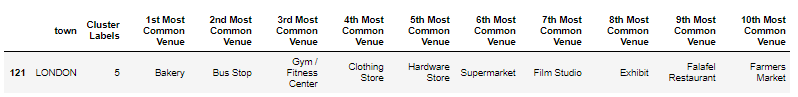 town Cluster Labels 1st Most Common Venue 2nd Most Common Venue 3rd Most Common Venue 4th Most Common Venue 5th Most Common Venue 6th Most Common Venue 7th Most Common Venue 8th Most Common Venue 9th Most Common Venue 10th Most Common Venue
121 LONDON 5 Bakery Bus Stop Gym / Fitness Center Clothing Store Hardware Store Supermarket Film Studio Exhibit Falafel Restaurant Farmers Market